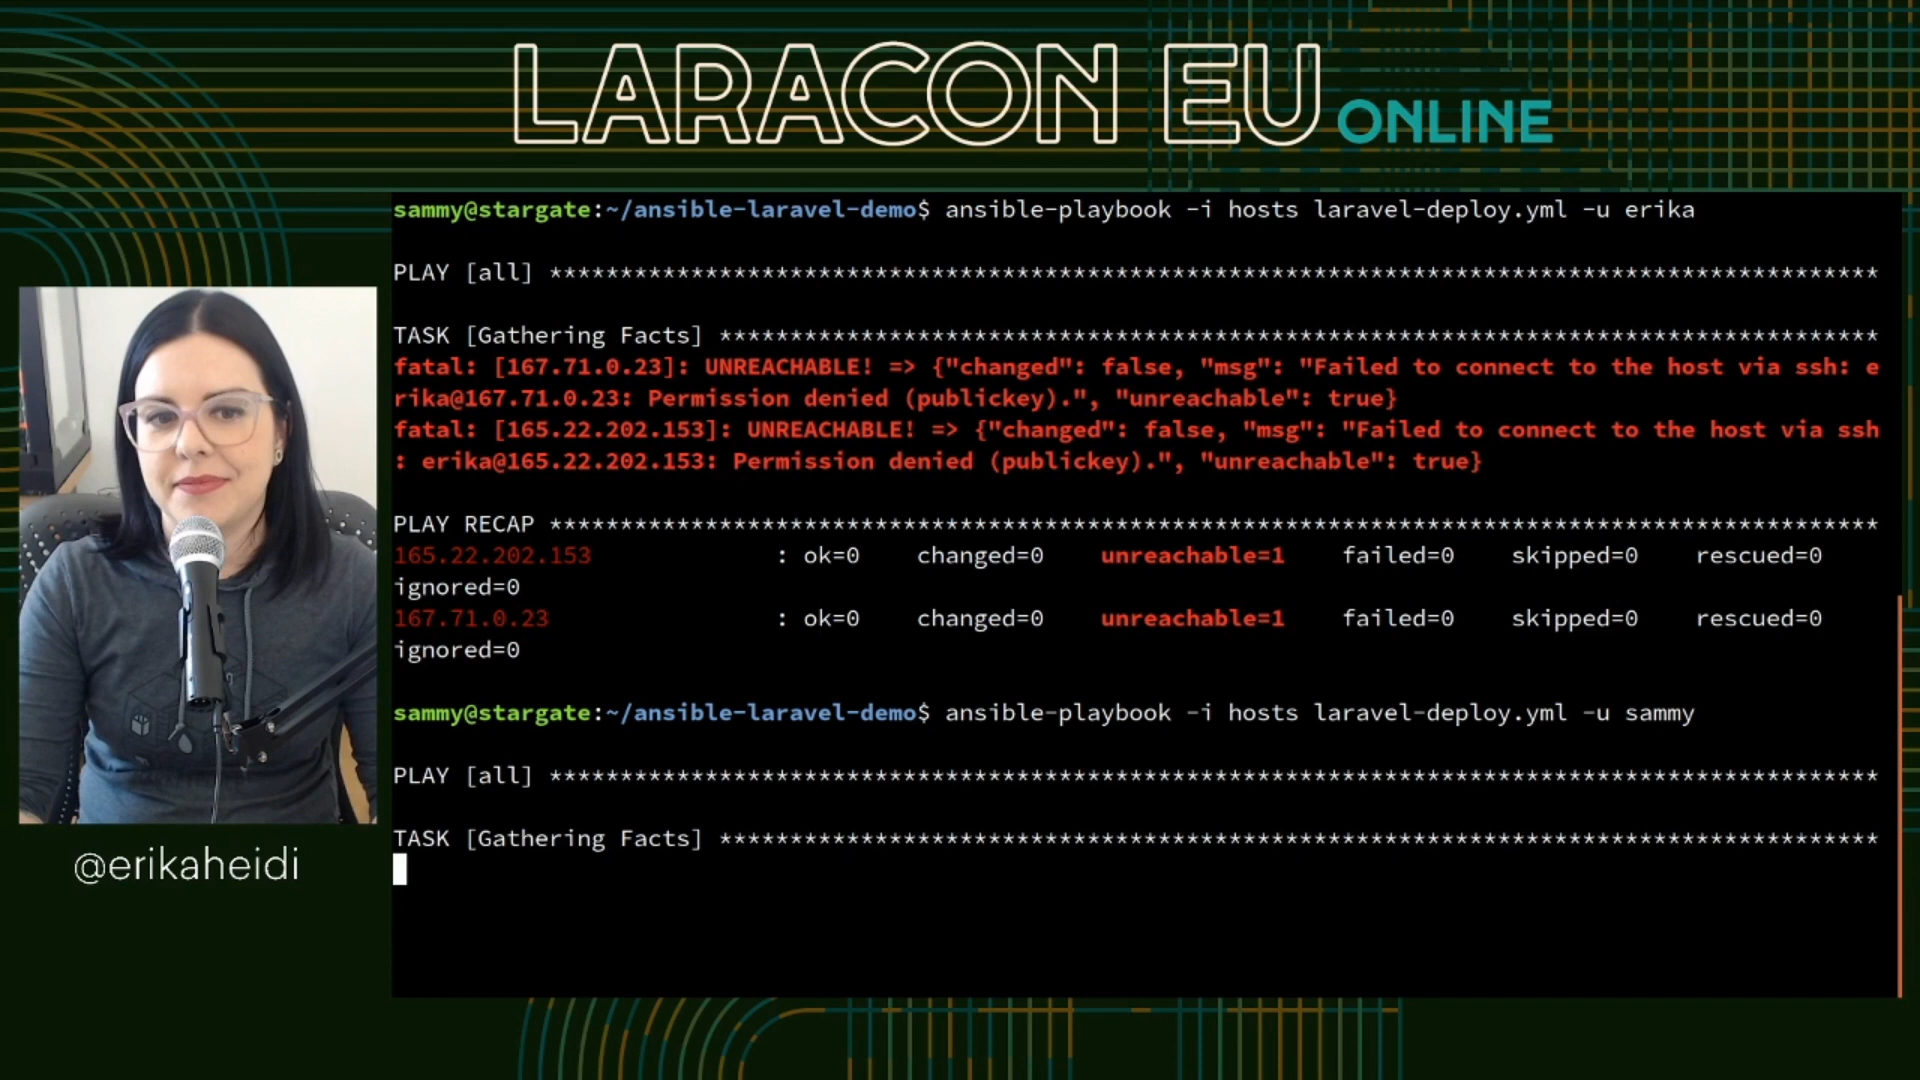 LARACON EU ONLINE
sammy@stargate:~/ansible-laravel-demo$ ansible-playbook -i hosts laravel-deploy.yml -u erika
PLAY [all] **********************************************************************************************
TASK [Gathering Facts] **********************************************************************************
fatal: [167.71.0.23]: UNREACHABLE! => {"changed": false, "msg": "Failed to connect to the host via ssh: e
rika@167.71.0.23: Permission denied (publickey).", "unreachable": true}
fatal: [165.22.202.153]: UNREACHABLE! => {"changed": false, "msg": "Failed to connect to the host via ssh
: erika@165.22.202.153: Permission denied (publickey).", "unreachable": true}
PLAY RECAP **********************************************************************************************
165.22.202.153             : ok=0    changed=0    unreachable=1    failed=0    skipped=0    rescued=0
ignored=0
167.71.0.23                : ok=0    changed=0    unreachable=1    failed=0    skipped=0    rescued=0
ignored=0
sammy@stargate:~/ansible-laravel-demo$ ansible-playbook -i hosts laravel-deploy.yml -u sammy
PLAY [all] **********************************************************************************************
TASK [Gathering Facts] **********************************************************************************
@erikaheidi